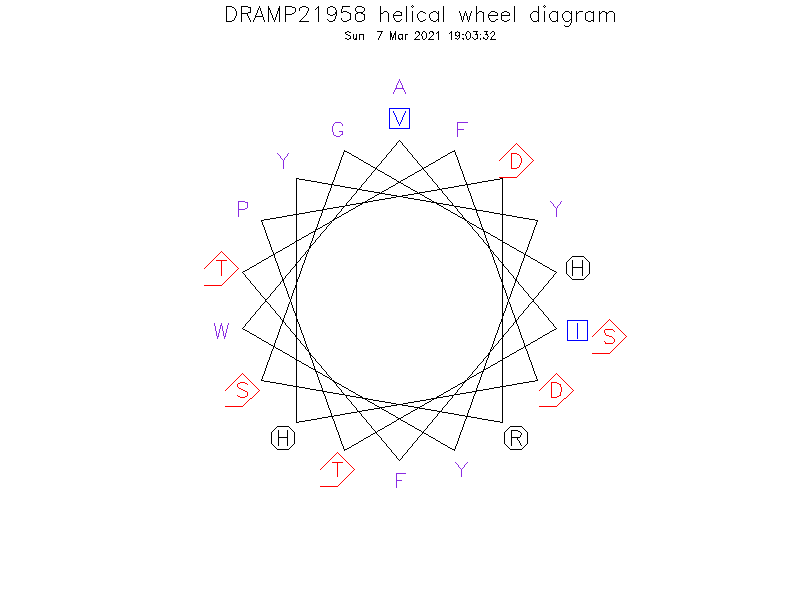 DRAMP21958 helical wheel diagram
Sun 7 Mar 2021 19:03:32
A
V
G F
Y D
P Y
T H
W I S
S D
H R
T Y
F